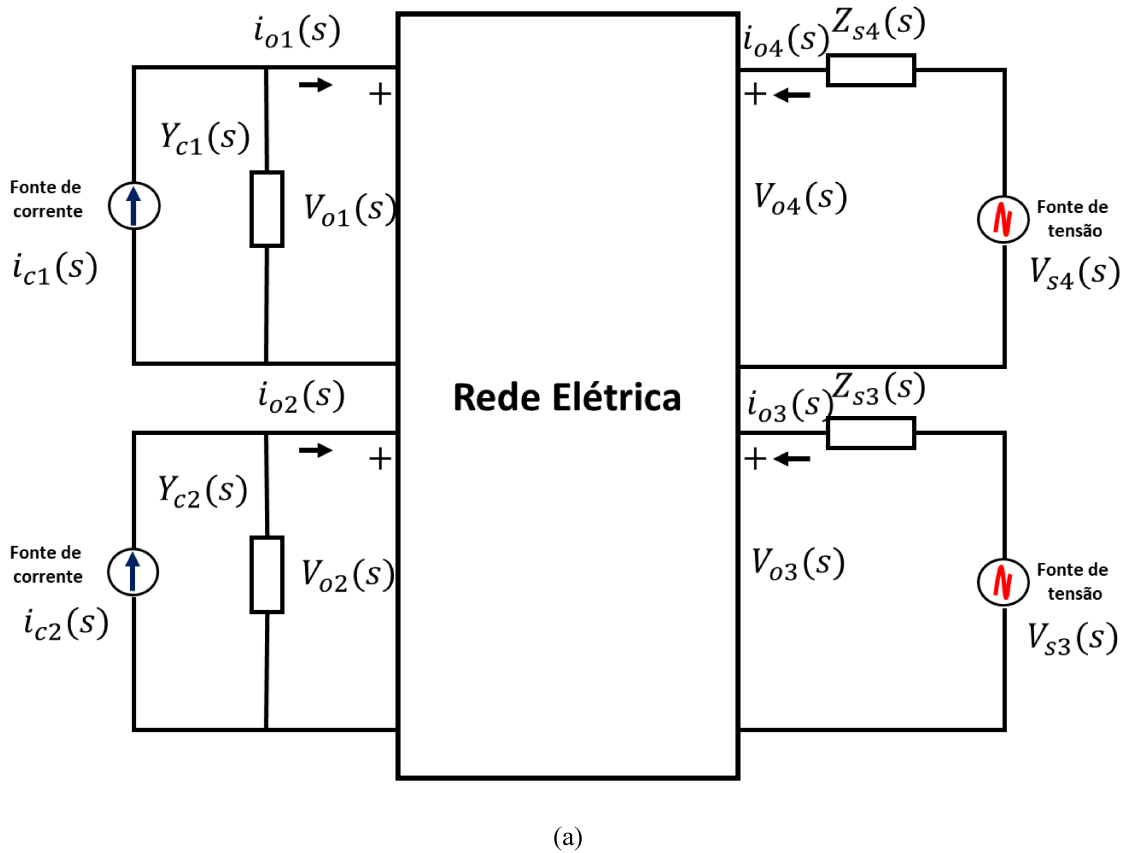 i_{o1}(s)
Y_{c1}(s)
Fonte de
corrente
i_{c1}(s)
+
V_{o1}(s)
i_{o2}(s)
Y_{c2}(s)
Fonte de
corrente
i_{c2}(s)
+
V_{o2}(s)
Rede Elétrica
i_{o4}(s)
Z_{s4}(s)
+
V_{o4}(s)
Fonte de
tensão
V_{s4}(s)
i_{o3}(s)
Z_{s3}(s)
+
V_{o3}(s)
Fonte de
tensão
V_{s3}(s)
(a)